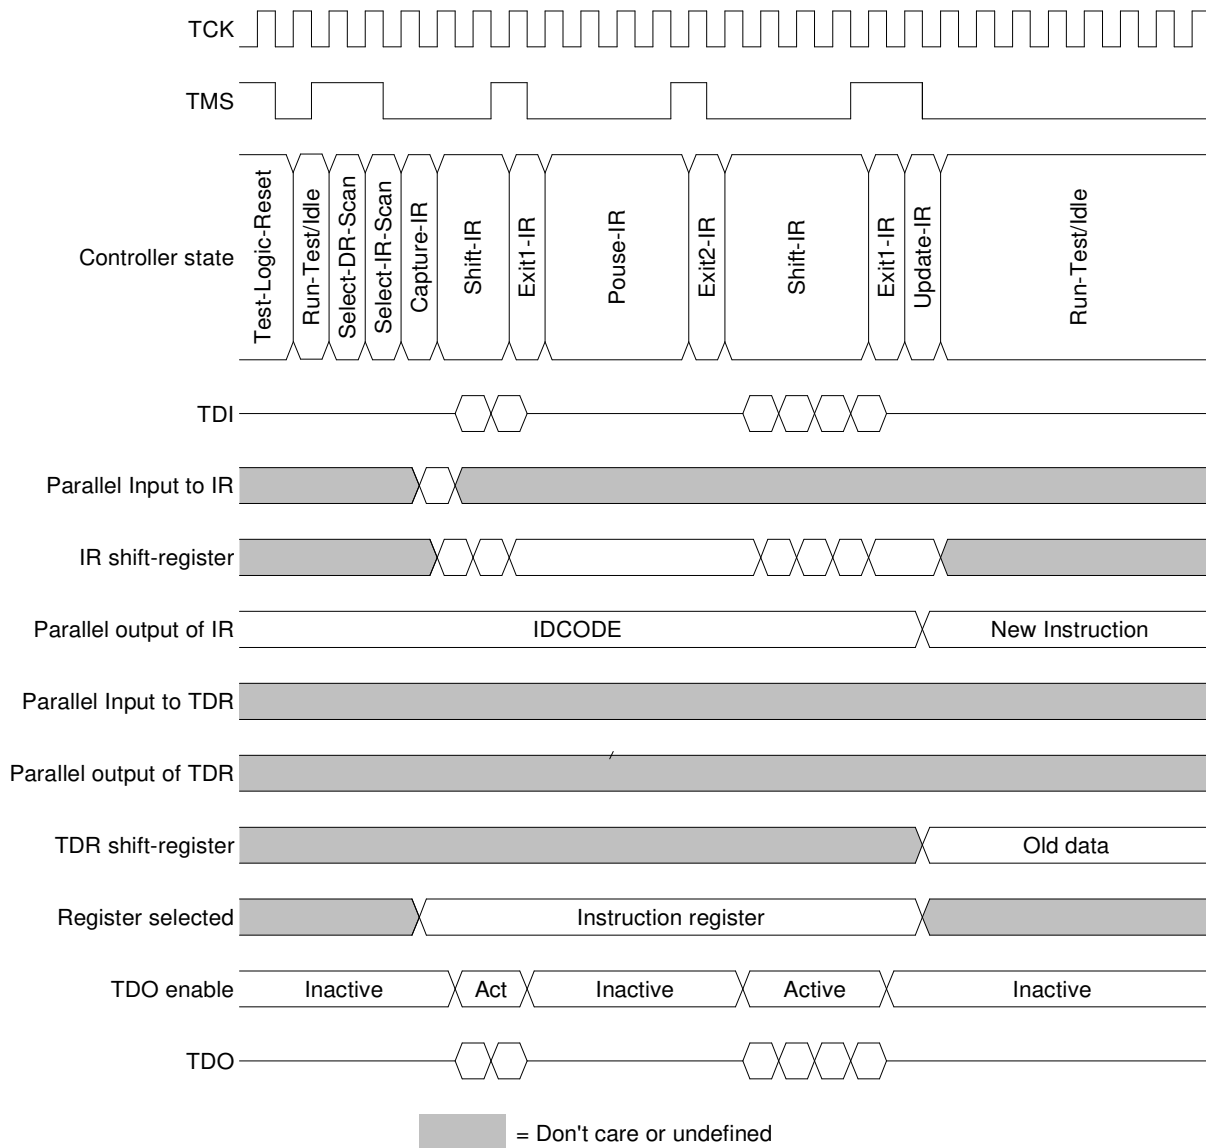 TCK
TMS
Controller state
Test-Logic-Reset
Run-Test/Idle
Select-DR-Scan
Select-IR-Scan
Capture-IR
Shift-IR
Exit1-IR
Pouse-IR
Exit2-IR
Shift-IR
Exit1-IR
Update-IR
Run-Test/Idle
TDI
Parallel Input to IR
IR shift-register
Parallel output of IR IDCODE New Instruction
Parallel Input to TDR
Parallel output of TDR
TDR shift-register Old data
Register selected Instruction register
TDO enable Inactive Act Inactive Active Inactive
TDO
= Don't care or undefined